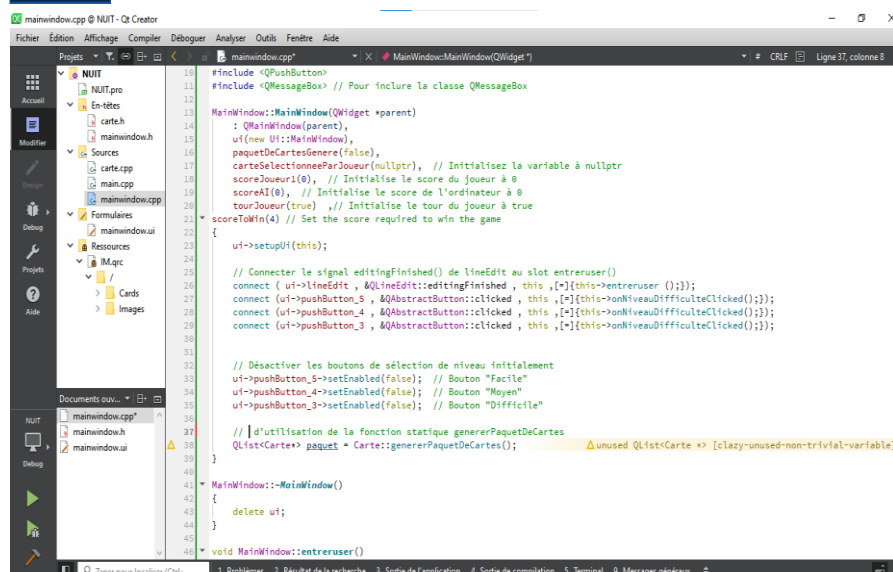 mainwindow.cpp @ NUIT - Qt Creator
Fichier Édition Affichage Compiler Déboguer Analyser Outils Fenêtre Aide
Projets mainwindow.cpp* MainWindow::MainWindow(QWidget *) # CRLF Ligne 37, colonne 8
Accueil
Modifier
Design
Debug
Projets
Aide
NUIT
Debug
NUIT
NUIT.pro
En-têtes
carte.h
mainwindow.h
Sources
carte.cpp
main.cpp
mainwindow.cpp
Formulaires
mainwindow.ui
Ressources
IM.qrc
/
Cards
Images
Documents ouv...
mainwindow.cpp*
mainwindow.h
mainwindow.ui
10 #include <QPushButton>
11 #include <QMessageBox> // Pour inclure la classe QMessageBox
12
13 MainWindow::MainWindow(QWidget *parent)
14 : QMainWindow(parent),
15 ui(new Ui::MainWindow),
16 paquetDeCartesGenere(false),
17 carteSelectionneeParJoueur(nullptr), // Initialisez la variable à nullptr
18 scoreJoueur1(0), // Initialise le score du joueur à 0
19 scoreAI(0), // Initialise le score de l'ordinateur à 0
20 tourJoueur(true) ,// Initialise le tour du joueur à true
21 scoreToWin(4) // Set the score required to win the game
22 {
23 ui->setupUi(this);
24
25 // Connecter le signal editingFinished() de lineEdit au slot entreruser()
26 connect ( ui->lineEdit , &QLineEdit::editingFinished , this ,[=]{this->entreruser ();});
27 connect (ui->pushButton_5 , &QAbstractButton::clicked , this ,[=]{this->onNiveauDifficulteClicked();});
28 connect (ui->pushButton_4 , &QAbstractButton::clicked , this ,[=]{this->onNiveauDifficulteClicked();});
29 connect (ui->pushButton_3 , &QAbstractButton::clicked , this ,[=]{this->onNiveauDifficulteClicked();});
30
31
32 // Désactiver les boutons de sélection de niveau initialement
33 ui->pushButton_5->setEnabled(false); // Bouton "Facile"
34 ui->pushButton_4->setEnabled(false); // Bouton "Moyen"
35 ui->pushButton_3->setEnabled(false); // Bouton "Difficile"
36
37 // d'utilisation de la fonction statique genererPaquetDeCartes
38 QList<Carte*> paquet = Carte::genererPaquetDeCartes(); unused QList<Carte *> [clazy-unused-non-trivial-variable]
39 }
40
41 MainWindow::~MainWindow()
42 {
43 delete ui;
44 }
45
46 void MainWindow::entreruser()
1 Problèmes 2 Résultat de la recherche 3 Sortie de l'application 4 Sortie de compilation 5 Terminal 9 Messages généraux